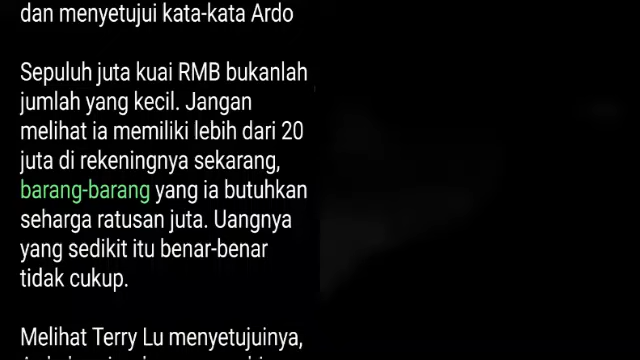 dan menyetujui kata-kata Ardo
Sepuluh juta kuai RMB bukanlah
jumlah yang kecil. Jangan
melihat ia memiliki lebih dari 20
juta di rekeningnya sekarang,
barang-barang yang ia butuhkan
seharga ratusan juta. Uangnya
yang sedikit itu benar-benar
tidak cukup.
Melihat Terry Lu menyetujuinya,